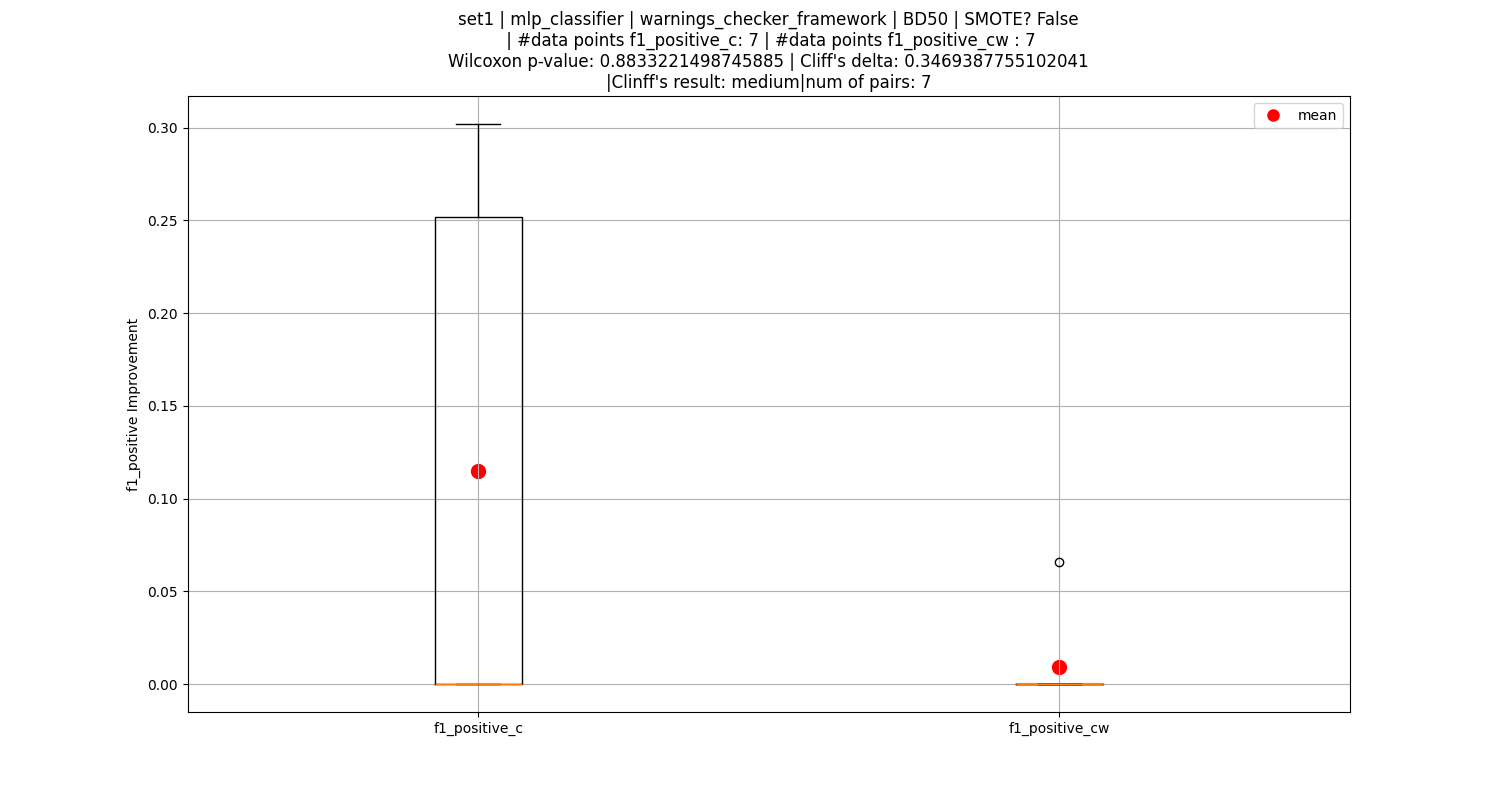 set1 | mlp_classifier | warnings_checker_framework | BD50 | SMOTE? False
| #data points f1_positive_c: 7 | #data points f1_positive_cw : 7
Wilcoxon p-value: 0.8833221498745885 | Cliff's delta: 0.3469387755102041
|Clinff's result: medium|num of pairs: 7
mean
0.30
0.25
0.20
0.15
0.10
0.05
0.00
f1_positive Improvement
f1_positive_c
f1_positive_cw